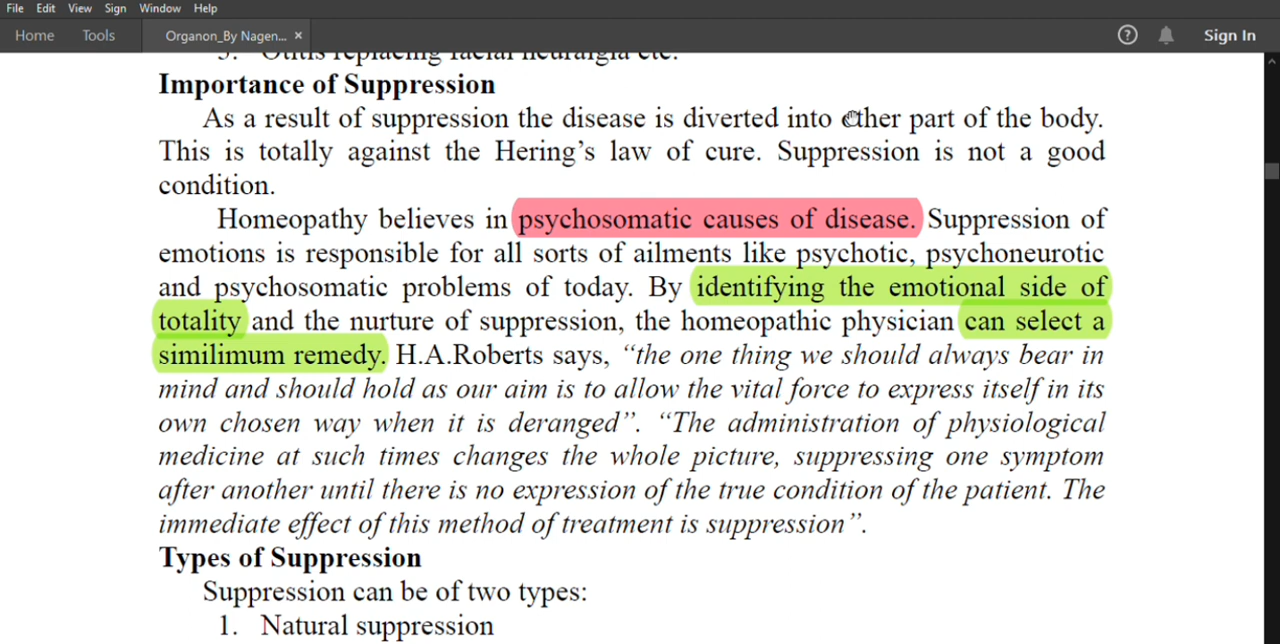 File Edit View Sign Window Help
Home Tools Organon_By Nagen... × ? Sign In
3. Otitis replacing facial neuralgia etc.
Importance of Suppression
As a result of suppression the disease is diverted into other part of the body.
This is totally against the Hering’s law of cure. Suppression is not a good
condition.
Homeopathy believes in psychosomatic causes of disease. Suppression of
emotions is responsible for all sorts of ailments like psychotic, psychoneurotic
and psychosomatic problems of today. By identifying the emotional side of
totality and the nurture of suppression, the homeopathic physician can select a
similimum remedy. H.A.Roberts says, “the one thing we should always bear in
mind and should hold as our aim is to allow the vital force to express itself in its
own chosen way when it is deranged”. “The administration of physiological
medicine at such times changes the whole picture, suppressing one symptom
after another until there is no expression of the true condition of the patient. The
immediate effect of this method of treatment is suppression”.
Types of Suppression
Suppression can be of two types:
1. Natural suppression